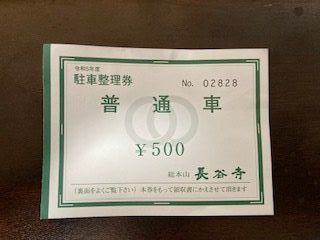 令和5年度
駐車整理券
No. 02828
普通車
￥500
総本山 長谷寺
(裏面をよくご覧下さい) 本券をもって領収書にかえさせて頂きます